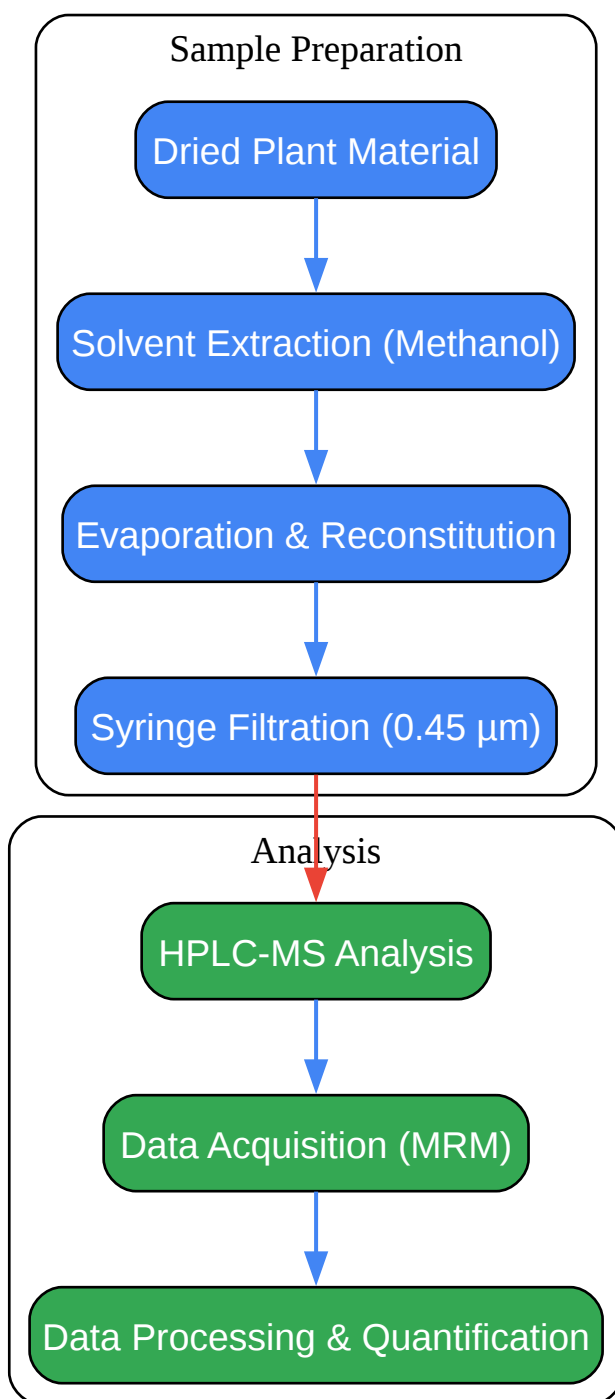 Sample Preparation
Dried Plant Material
Solvent Extraction (Methanol)
Evaporation & Reconstitution
Syringe Filtration (0.45 µm)
Analysis
HPLC-MS Analysis
Data Acquisition (MRM)
Data Processing & Quantification